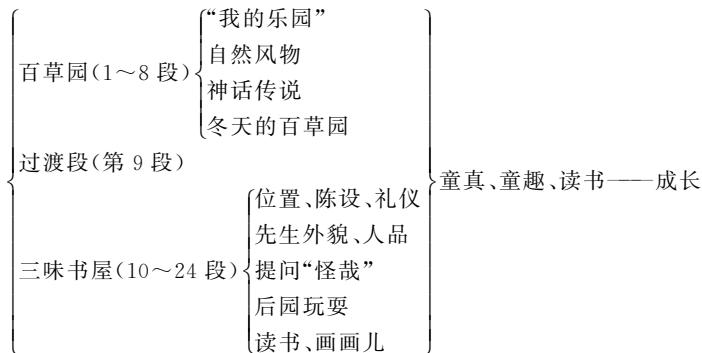 百草园(1～8段)
“我的乐园”
自然风物
神话传说
冬天的百草园
过渡段(第9段)
三味书屋(10～24段)
位置、陈设、礼仪
先生外貌、人品
提问“怪哉”
后园玩耍
读书、画画儿
童真、童趣、读书——成长